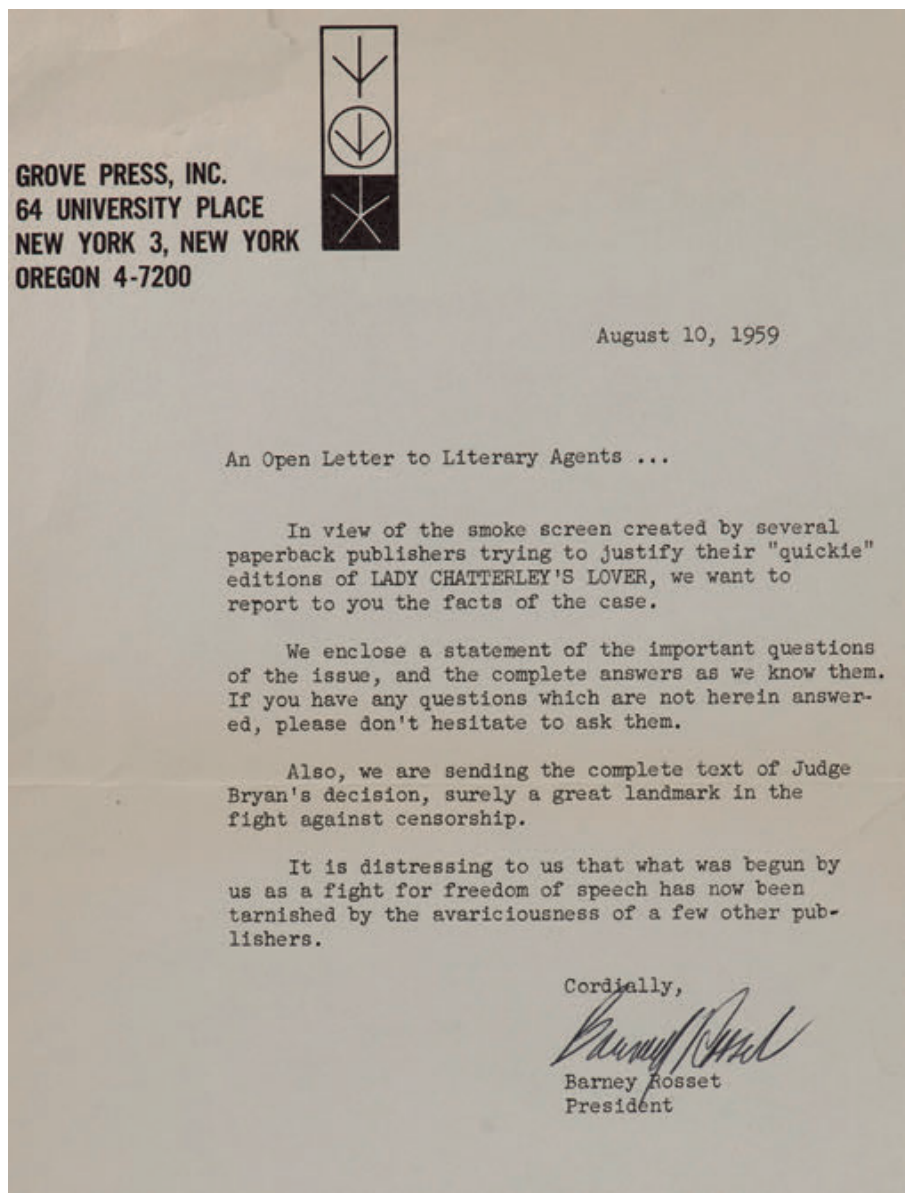 GROVE PRESS, INC.
64 UNIVERSITY PLACE
NEW YORK 3, NEW YORK
OREGON 4-7200
August 10, 1959
An Open Letter to Literary Agents ...
In view of the smoke screen created by several
paperback publishers trying to justify their "quickie"
editions of LADY CHATTERLEY'S LOVER, we want to
report to you the facts of the case.
We enclose a statement of the important questions
of the issue, and the complete answers as we know them.
If you have any questions which are not herein answer-
ed, please don't hesitate to ask them.
Also, we are sending the complete text of Judge
Bryan's decision, surely a great landmark in the
fight against censorship.
It is distressing to us that what was begun by
us as a fight for freedom of speech has now been
tarnished by the avariciousness of a few other pub-
lishers.
Cordially,
Barney Rosset
Barney Rosset
President